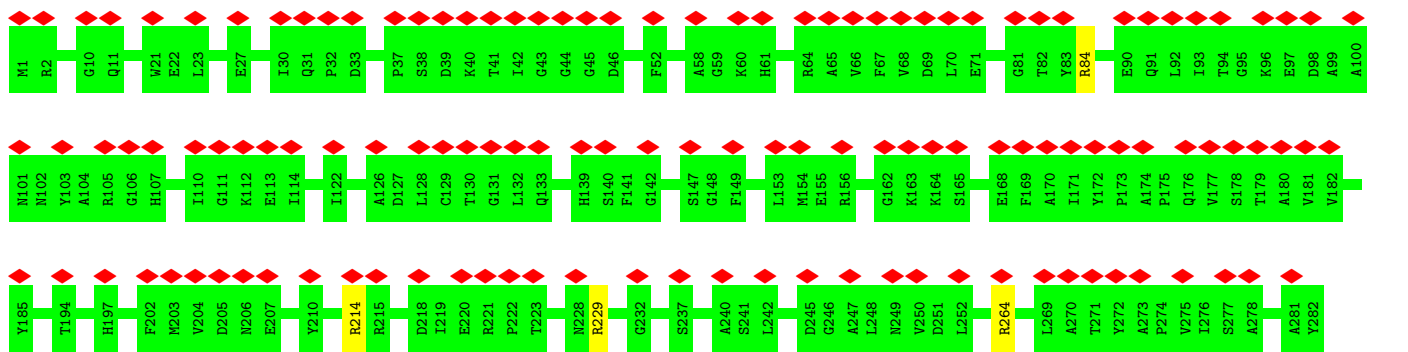 M1 R2 G10 Q11 W21 E22 L23 E27 I30 Q31 P32 D33 P37 S38 D39 K40 T41 I42 G43 G44 G45 D46 F52 A58 G59 K60 H61 R64 A65 V66 F67 V68 D69 L70 E71 G81 T82 Y83 R84 E90 Q91 L92 I93 T94 G95 K96 E97 D98 A99 A100
N101 N102 Y103 A104 R105 G106 H107 I110 G111 K112 E113 I114 I122 A126 D127 L128 C129 T130 G131 L132 Q133 H139 S140 F141 G142 S147 G148 F149 L153 M154 E155 R156 G162 K163 K164 S165 E168 F169 A170 I171 Y172 P173 A174 P175 Q176 V177 S178 T179 A180 V181 V182
Y185 T194 H197 F202 M203 V204 D205 N206 E207 Y210 R214 R215 D218 T219 E220 R221 P222 T223 N228 R229 G232 S237 A240 S241 L242 D245 G246 A247 L248 N249 V250 D251 L252 R264 L269 A270 T271 Y272 A273 P274 V275 I276 S277 A278 A281 Y282